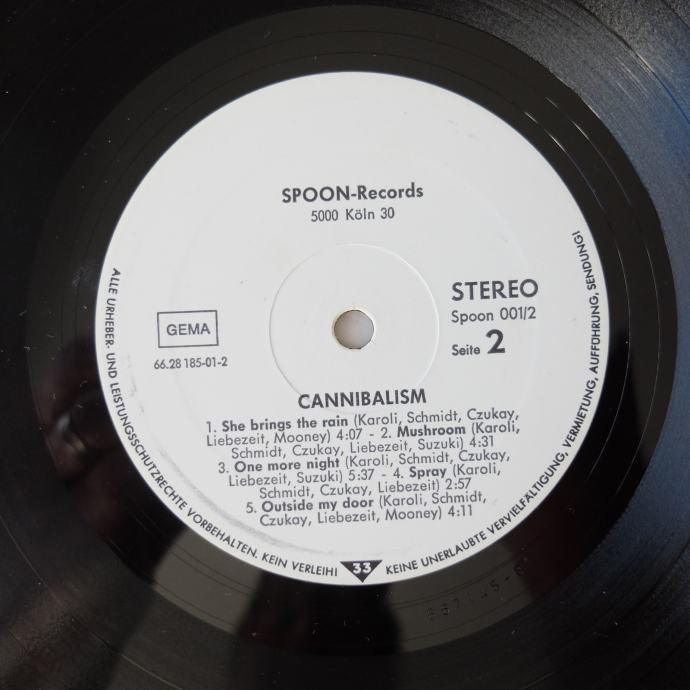 SPOON-Records
5000 Köln 30
STEREO
Spoon 001/2
Seite 2
GEMA
66.28 185-01-2
CANNIBALISM
1. She brings the rain (Karoli, Schmidt, Czukay,
Liebezeit, Mooney) 4:07 - 2. Mushroom (Karoli,
Schmidt, Czukay, Liebezeit, Suzuki) 4:31
3. One more night (Karoli, Schmidt, Czukay,
Liebezeit, Suzuki) 5:37 - 4. Spray (Karoli,
Schmidt, Czukay, Liebezeit) 2:57
5. Outside my door (Karoli, Schmidt,
Czukay, Liebezeit, Mooney) 4:11
ALLE URHEBER- UND LEISTUNGSSCHUTZRECHTE VORBEHALTEN. KEIN VERLEIH! KEINE UNERLAUBTE VERVIELFÄLTIGUNG, VERMIETUNG, AUFFÜHRUNG, SENDUNG!
33